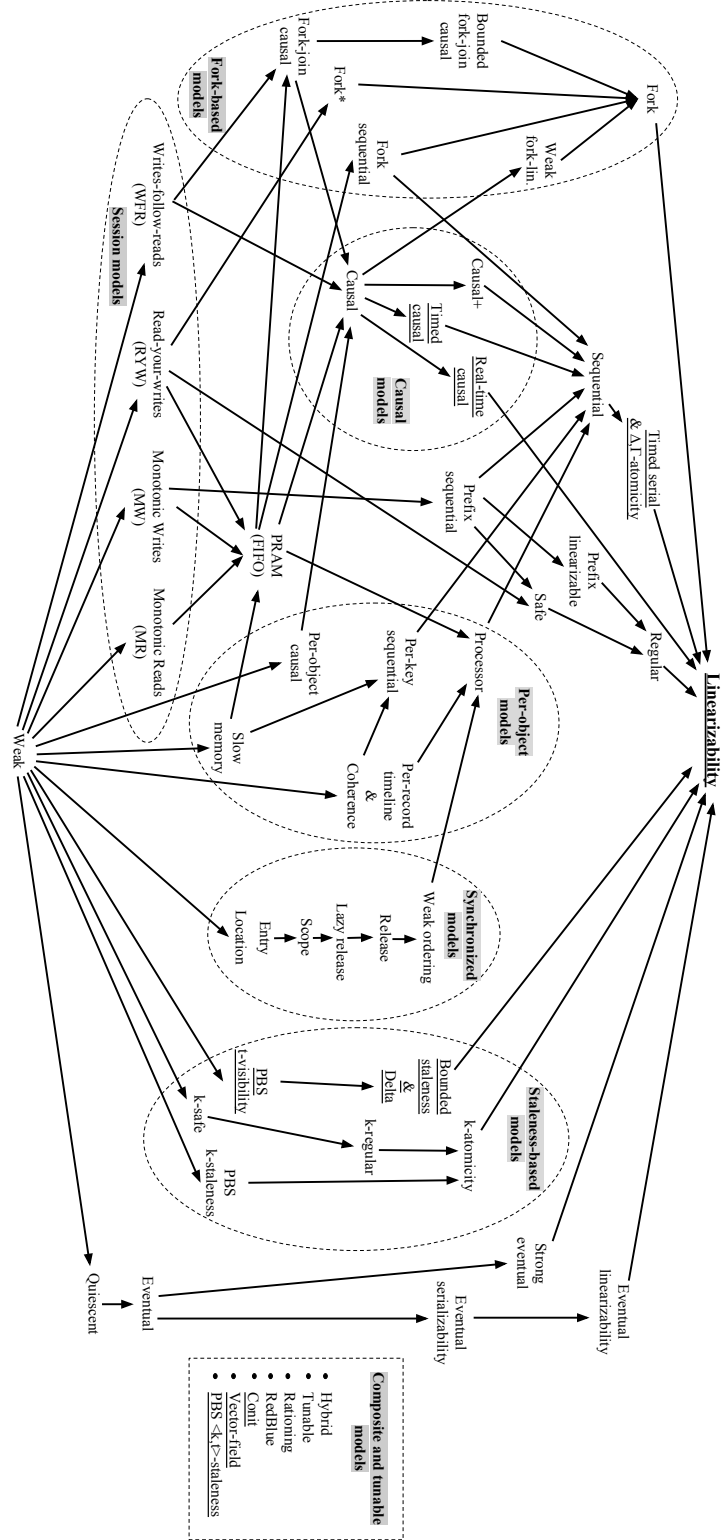 Linearizability
Fork
Bounded
fork-join
causal
Fork-join
causal
Fork*
Fork
sequential
Weak
fork-lin.
Fork-based
models
Writes-follow-reads
(WFR)
Read-your-writes
(RYW)
Monotonic Writes
(MW)
Monotonic Reads
(MR)
Session models
Causal
Causal+
Timed
causal
Real-time
causal
Causal
models
Sequential
Timed serial
& Δ,Γ-atomicity
Prefix
sequential
Prefix
linearizable
Safe
Regular
PRAM
(FIFO)
Per-object
models
Processor
Per-key
sequential
Per-object
causal
Slow
memory
Per-record
timeline
&
Coherence
Weak
Synchronized
models
Weak ordering
Release
Lazy release
Scope
Entry
Location
Staleness-based
models
Bounded
staleness
&
Delta
PBS
t-visibility
k-atomicity
k-regular
k-safe
PBS
k-staleness
Eventual
linearizability
Strong
eventual
Eventual
serializability
Eventual
Quiescent
Composite and tunable
models
• Hybrid
• Tunable
• Rationing
• RedBlue
• Conit
• Vector-field
• PBS <k,t>-staleness